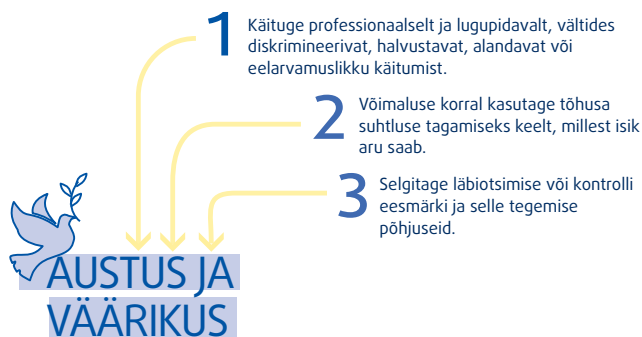 1 Käituge professionaalselt ja lugupidavalt, vältides
diskrimineerivat, halvustavat, alandavat või
eelarvamuslikku käitumist.
2 Võimaluse korral kasutage tõhusa
suhtluse tagamiseks keelt, millest isik
aru saab.
3 Selgitage läbiotsimise või kontrolli
eesmärki ja selle tegemise
põhjuseid.
AUSTUS JA
VÄÄRIKUS